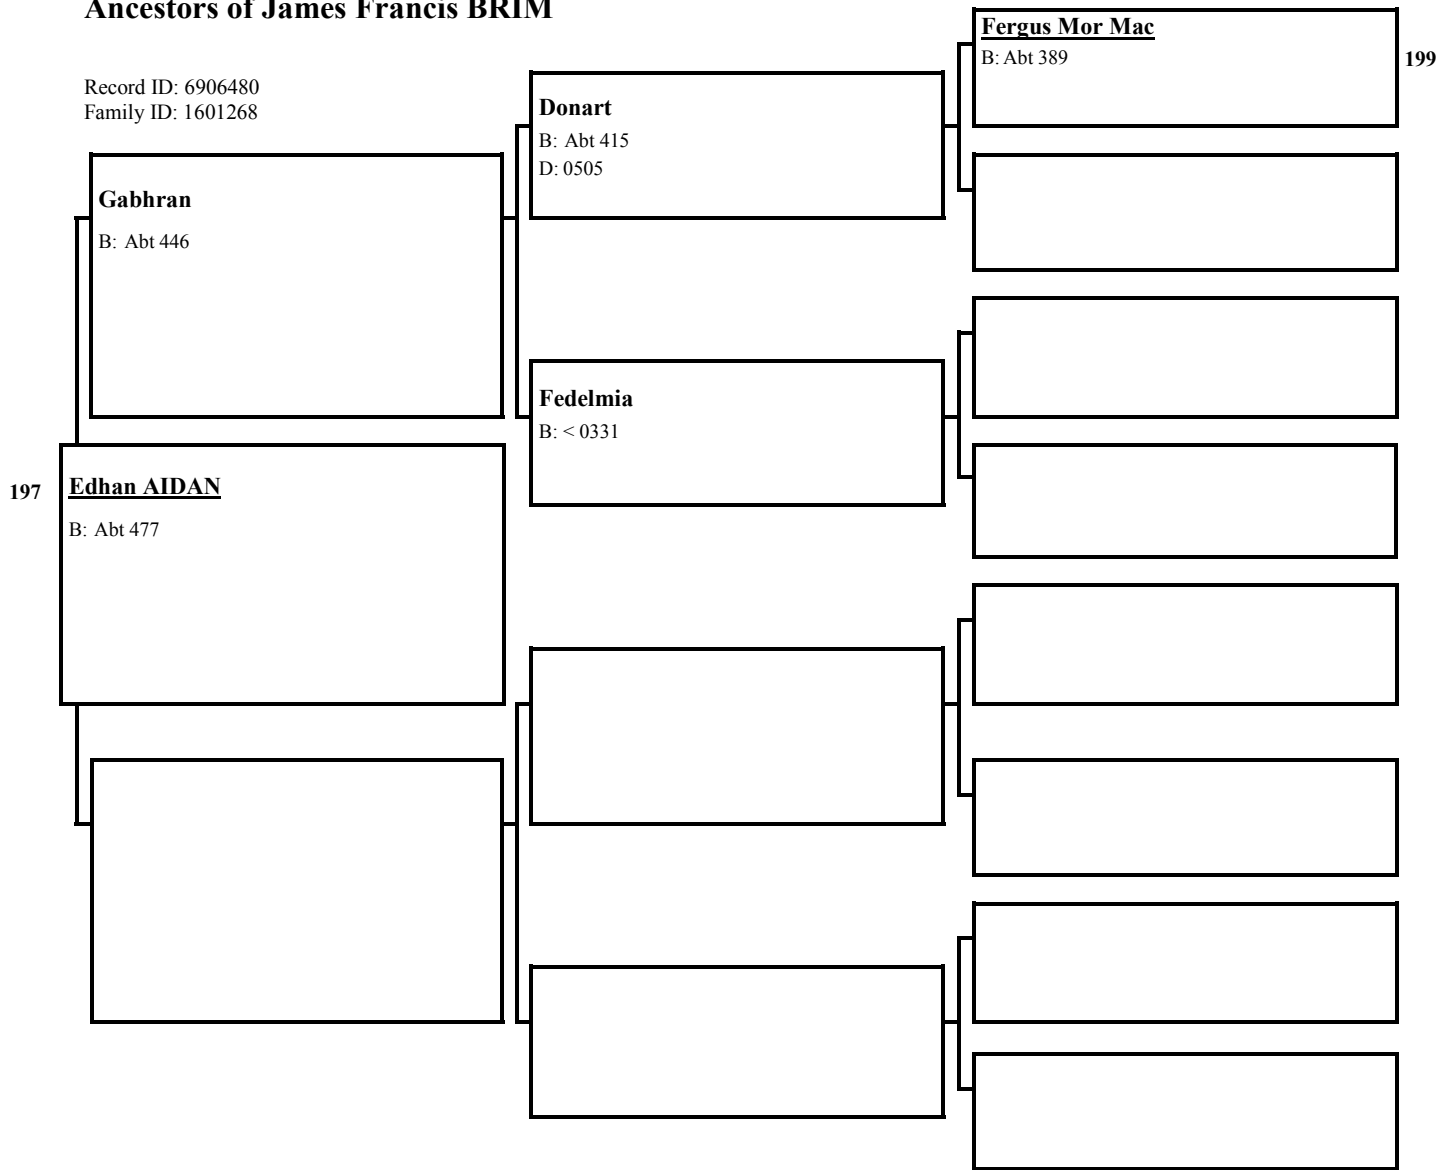 Ancestors of James Francis BRIM
Record ID: 6906480
Family ID: 1601268
Fergus Mor Mac
B: Abt 389
199
Donart
B: Abt 415
D: 0505
Gabhran
B: Abt 446
Fedelmia
B: < 0331
197
Edhan AIDAN
B: Abt 477